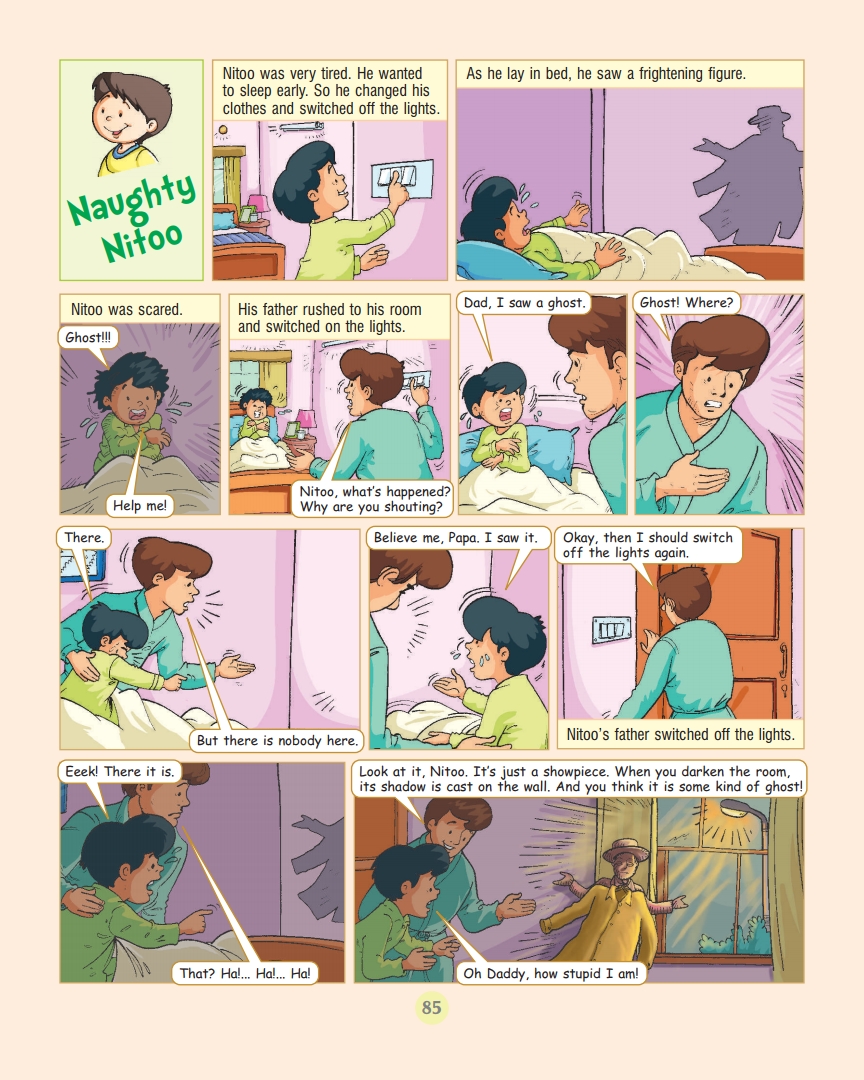 Naughty
Nitoo
Nitoo was very tired. He wanted
to sleep early. So he changed his
clothes and switched off the lights.
As he lay in bed, he saw a frightening figure.
Nitoo was scared.
Ghost!!!
Help me!
His father rushed to his room
and switched on the lights.
Nitoo, what's happened?
Why are you shouting?
Dad, I saw a ghost.
Ghost! Where?
There.
But there is nobody here.
Believe me, Papa. I saw it.
Okay, then I should switch
off the lights again.
Nitoo's father switched off the lights.
Eeek! There it is.
That? Ha!... Ha!... Ha!
Look at it, Nitoo. It's just a showpiece. When you darken the room,
its shadow is cast on the wall. And you think it is some kind of ghost!
Oh Daddy, how stupid I am!
85